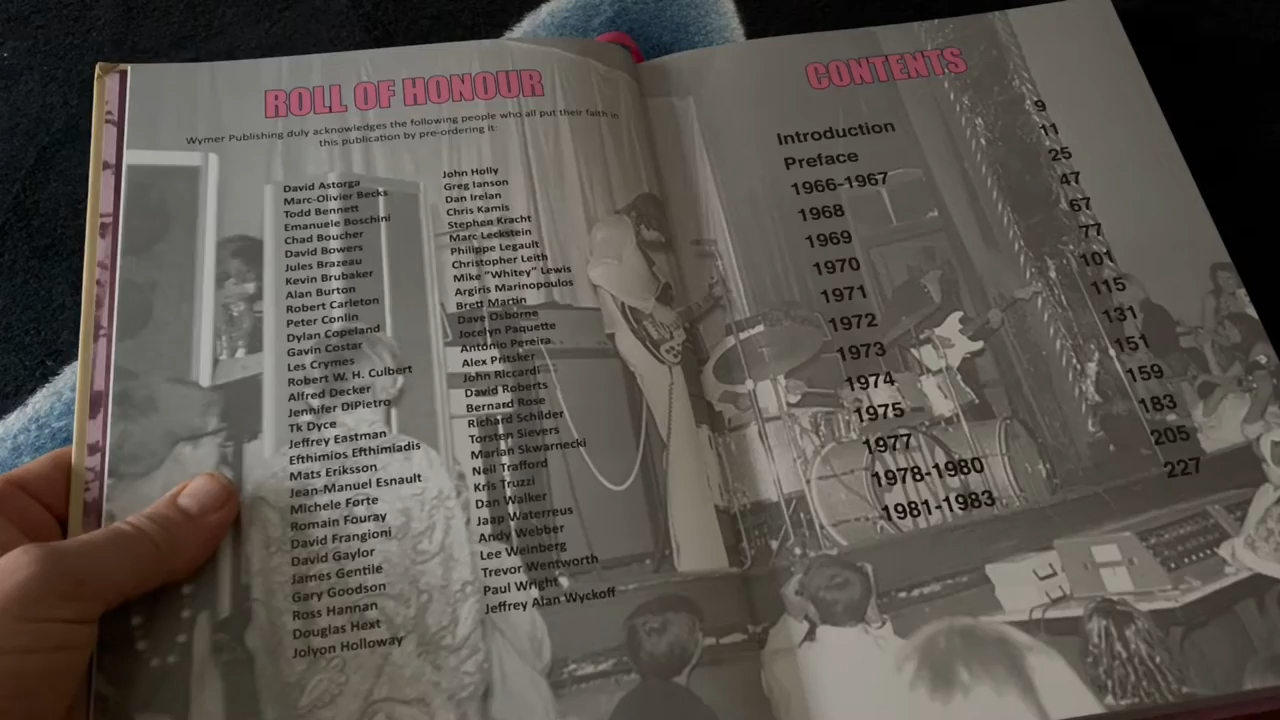 ROLL OF HONOUR
Wymer Publishing duly acknowledges the following people who all put their faith in
this publication by pre-ordering it:
David Astorga
Marc-Olivier Becks
Todd Bennett
Emanuele Boschini
Chad Boucher
David Bowers
Jules Brazeau
Kevin Brubaker
Alan Burton
Robert Carleton
Peter Conlin
Dylan Copeland
Gavin Costar
Les Crymes
Robert W. H. Culbert
Alfred Decker
Jennifer DiPietro
Tk Dyce
Jeffrey Eastman
Efthimios Efthimiadis
Mats Eriksson
Jean-Manuel Esnault
Michele Forte
Romain Fouray
David Frangioni
David Gaylor
James Gentile
Gary Goodson
Ross Hannan
Douglas Hext
Jolyon Holloway
John Holly
Greg Ianson
Dan Irelan
Chris Kamis
Stephen Kracht
Marc Leckstein
Philippe Legault
Christopher Leith
Mike "Whitey" Lewis
Argiris Marinopoulos
Brett Martin
Dave Osborne
Jocelyn Paquette
António Pereira
Alex Pritsker
John Riccardi
David Roberts
Bernard Rose
Richard Schilder
Torsten Sievers
Marian Skwarnecki
Neil Trafford
Kris Truzzi
Dan Walker
Jaap Waterreus
Andy Webber
Lee Weinberg
Trevor Wentworth
Paul Wright
Jeffrey Alan Wyckoff
CONTENTS
Introduction 9
Preface 11
1966-1967 25
1968 47
1969 67
1970 77
1971 101
1972 115
1973 131
1974 151
1975 159
1977 183
1978-1980 205
1981-1983 227